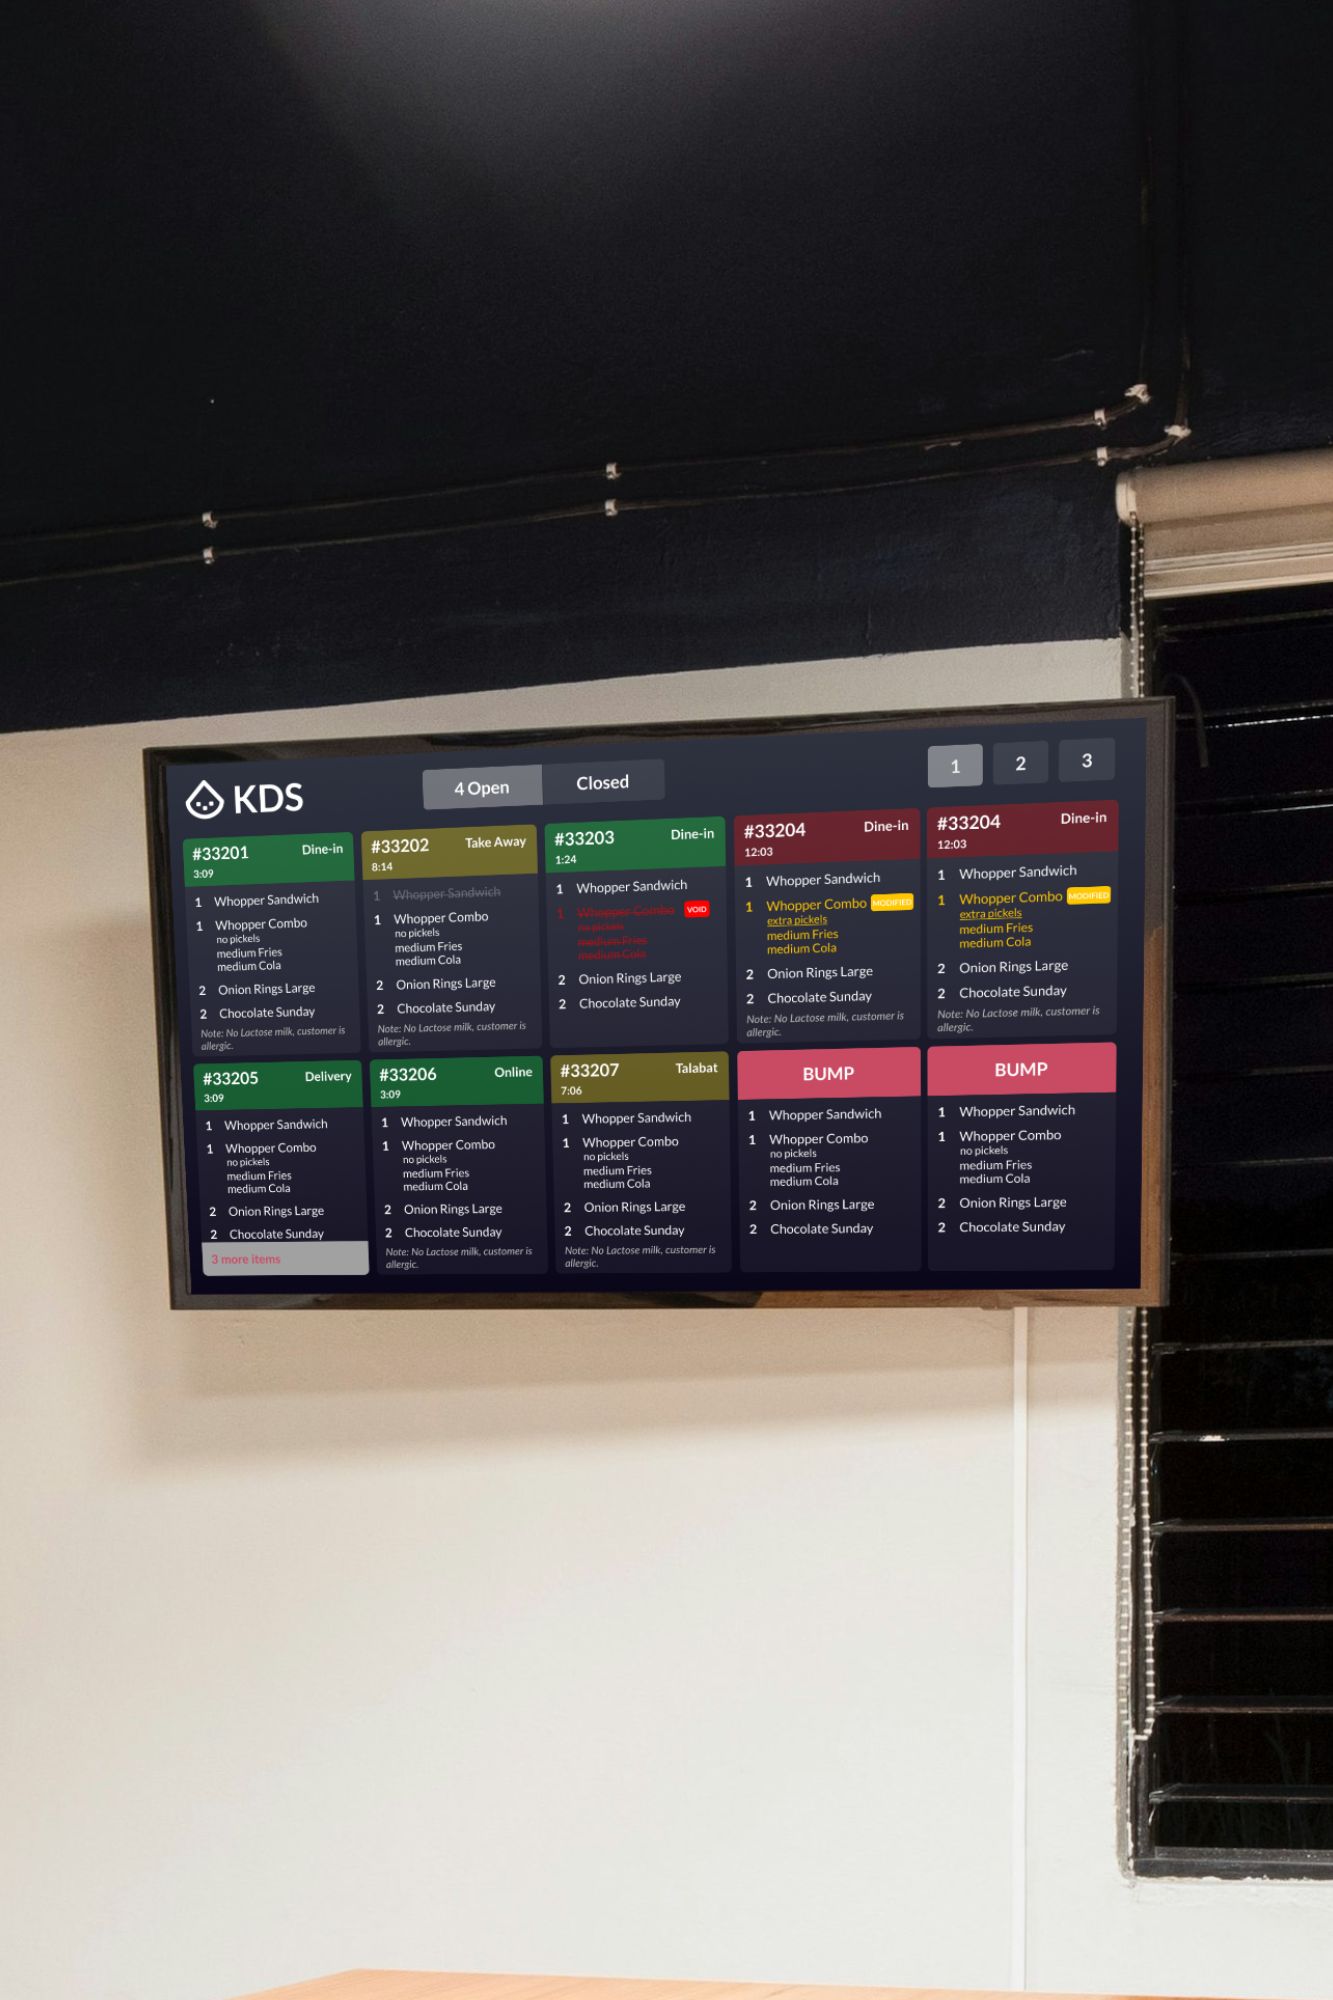 KDS
4 Open
Closed
1
2
3
#33201 Dine-in
3:09
1 Whopper Sandwich
1 Whopper Combo
no pickels
medium Fries
medium Cola
2 Onion Rings Large
2 Chocolate Sunday
Note: No Lactose milk, customer is
allergic.
#33202 Take Away
8:14
1 Whopper Sandwich
1 Whopper Combo
no pickels
medium Fries
medium Cola
2 Onion Rings Large
2 Chocolate Sunday
Note: No Lactose milk, customer is
allergic.
#33203 Dine-in
1:24
1 Whopper Sandwich
1 Whopper Combo VOID
no pickels
medium Fries
medium Cola
2 Onion Rings Large
2 Chocolate Sunday
#33204 Dine-in
12:03
1 Whopper Sandwich
1 Whopper Combo MODIFIED
extra pickels
medium Fries
medium Cola
2 Onion Rings Large
2 Chocolate Sunday
Note: No Lactose milk, customer is
allergic.
#33204 Dine-in
12:03
1 Whopper Sandwich
1 Whopper Combo MODIFIED
extra pickels
medium Fries
medium Cola
2 Onion Rings Large
2 Chocolate Sunday
Note: No Lactose milk, customer is
allergic.
#33205 Delivery
3:09
1 Whopper Sandwich
1 Whopper Combo
no pickels
medium Fries
medium Cola
2 Onion Rings Large
2 Chocolate Sunday
3 more items
#33206 Online
3:09
1 Whopper Sandwich
1 Whopper Combo
no pickels
medium Fries
medium Cola
2 Onion Rings Large
2 Chocolate Sunday
Note: No Lactose milk, customer is
allergic.
#33207 Talabat
7:06
1 Whopper Sandwich
1 Whopper Combo
no pickels
medium Fries
medium Cola
2 Onion Rings Large
2 Chocolate Sunday
Note: No Lactose milk, customer is
allergic.
BUMP
1 Whopper Sandwich
1 Whopper Combo
no pickels
medium Fries
medium Cola
2 Onion Rings Large
2 Chocolate Sunday
BUMP
1 Whopper Sandwich
1 Whopper Combo
no pickels
medium Fries
medium Cola
2 Onion Rings Large
2 Chocolate Sunday